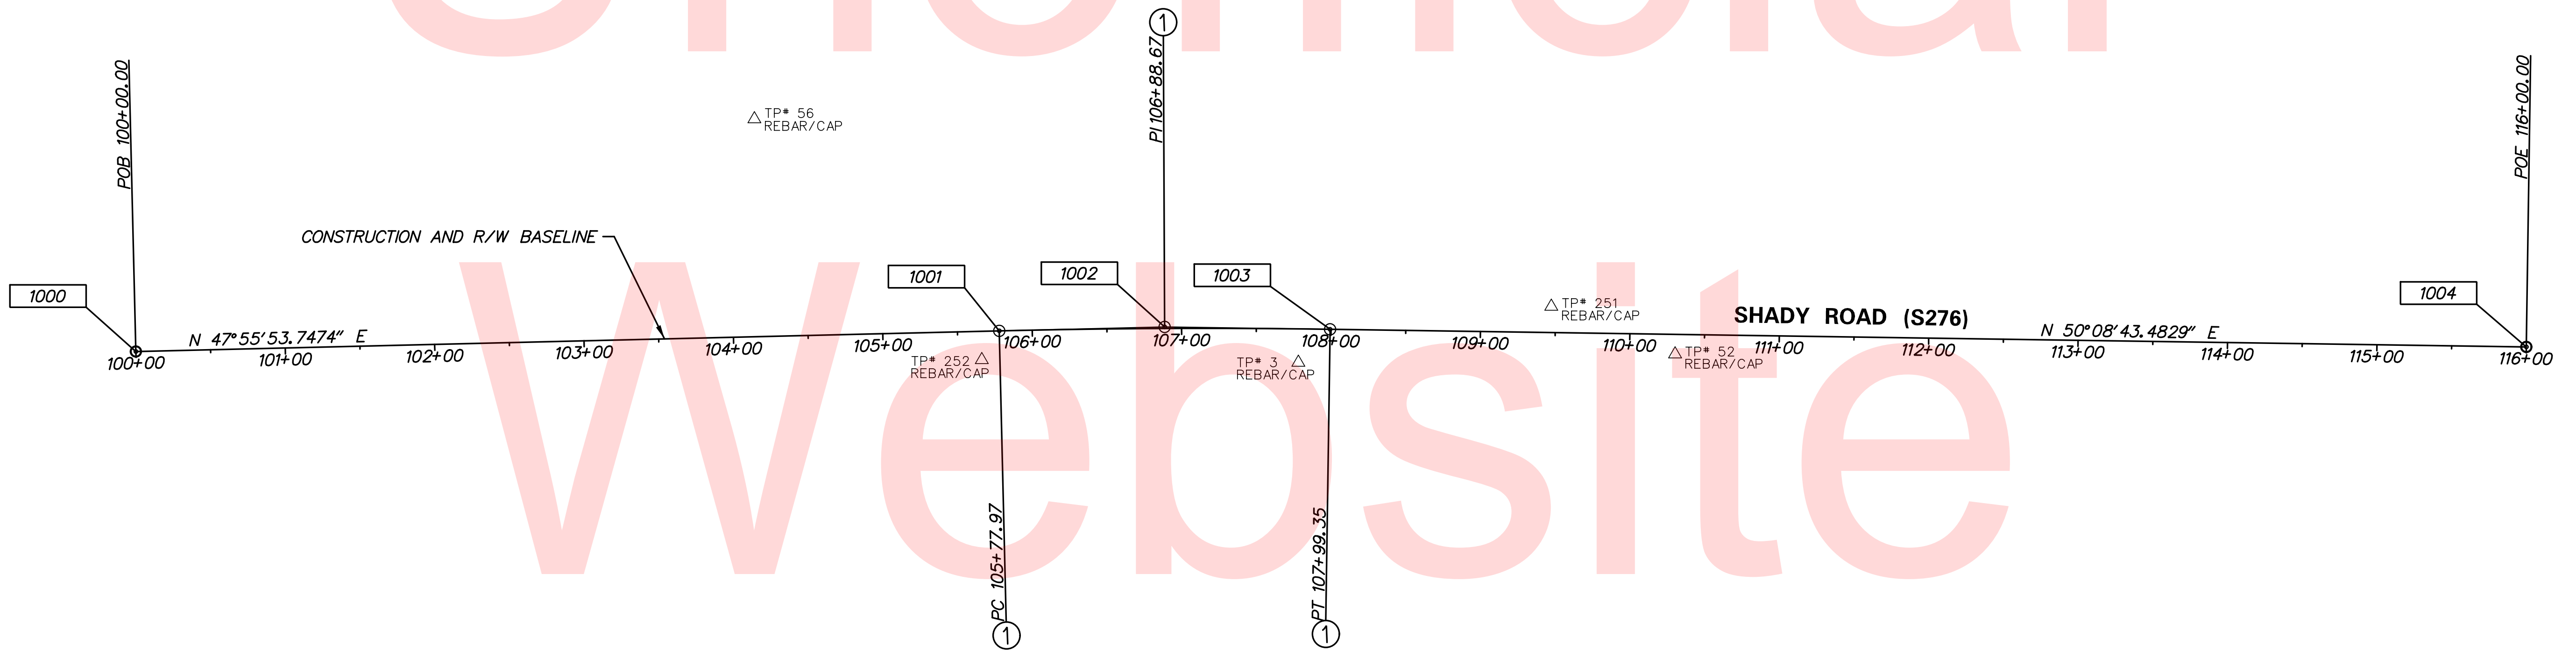 POB 100+00.00
PI 106+88.67
1
POE 116+00.00
TP# 56
REBAR/CAP
CONSTRUCTION AND R/W BASELINE
1000
1001
1002
1003
1004
TP# 251
REBAR/CAP
SHADY ROAD (S276)
N 47°55'53.7474" E
N 50°08'43.4829" E
100+00
101+00
102+00
103+00
104+00
105+00
106+00
107+00
108+00
109+00
110+00
111+00
112+00
113+00
114+00
115+00
116+00
TP# 252
REBAR/CAP
TP# 3
REBAR/CAP
TP# 52
REBAR/CAP
PC 105+77.97
1
PT 107+99.35
1
Website